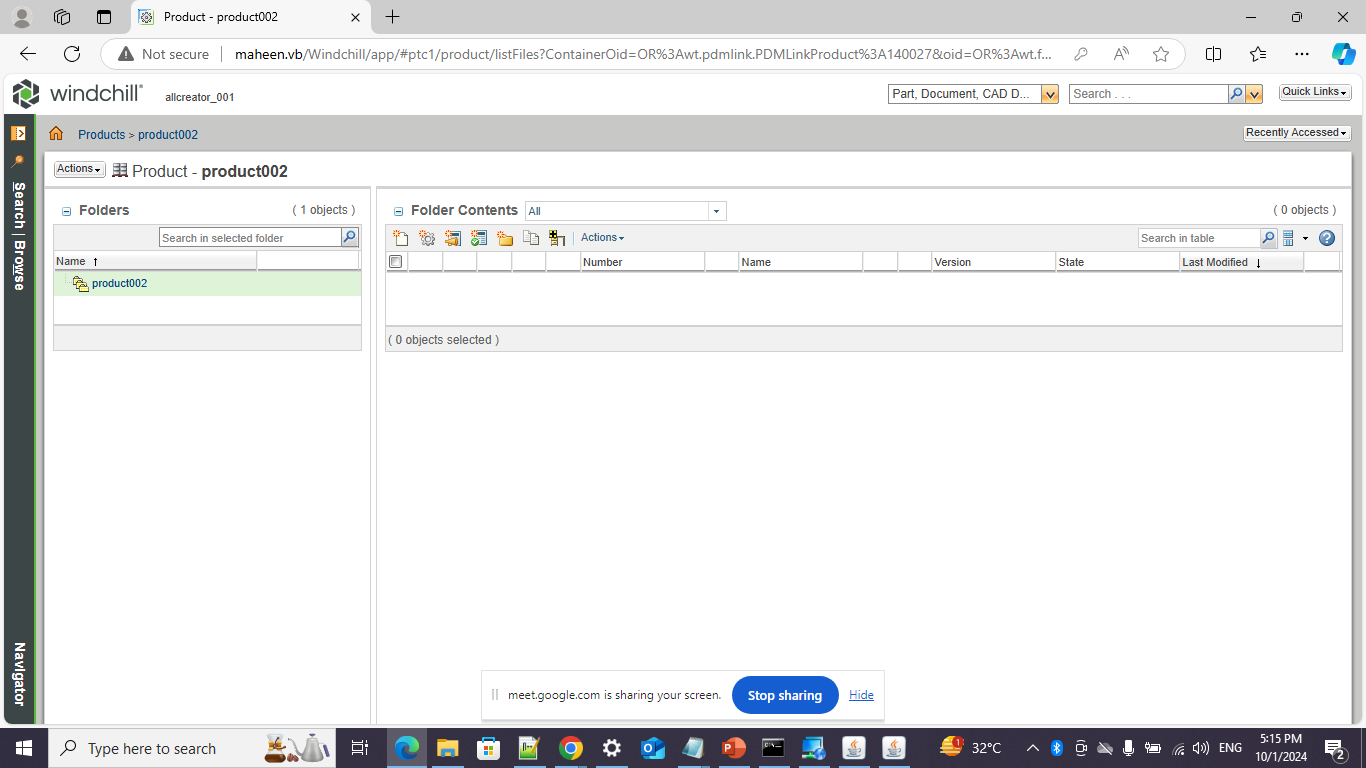 Product - product002
Not secure
maheen.vb/Windchill/app/#ptc1/product/listFiles?ContainerOid=OR%3Awt.pdmlink.PDMLinkProduct%3A140027&oid=OR%3Awt.f...
windchill
allcreator_001
Part, Document, CAD D...
Search . . .
Quick Links
Products > product002
Recently Accessed
Actions
Product - product002
Search | Browse
Navigator
Folders
( 1 objects )
Search in selected folder
Name
product002
Folder Contents
All
( 0 objects )
Actions
Search in table
Number
Name
Version
State
Last Modified
( 0 objects selected )
meet.google.com is sharing your screen.
Stop sharing
Hide
Type here to search
1
32°C
ENG
5:15 PM
10/1/2024
2